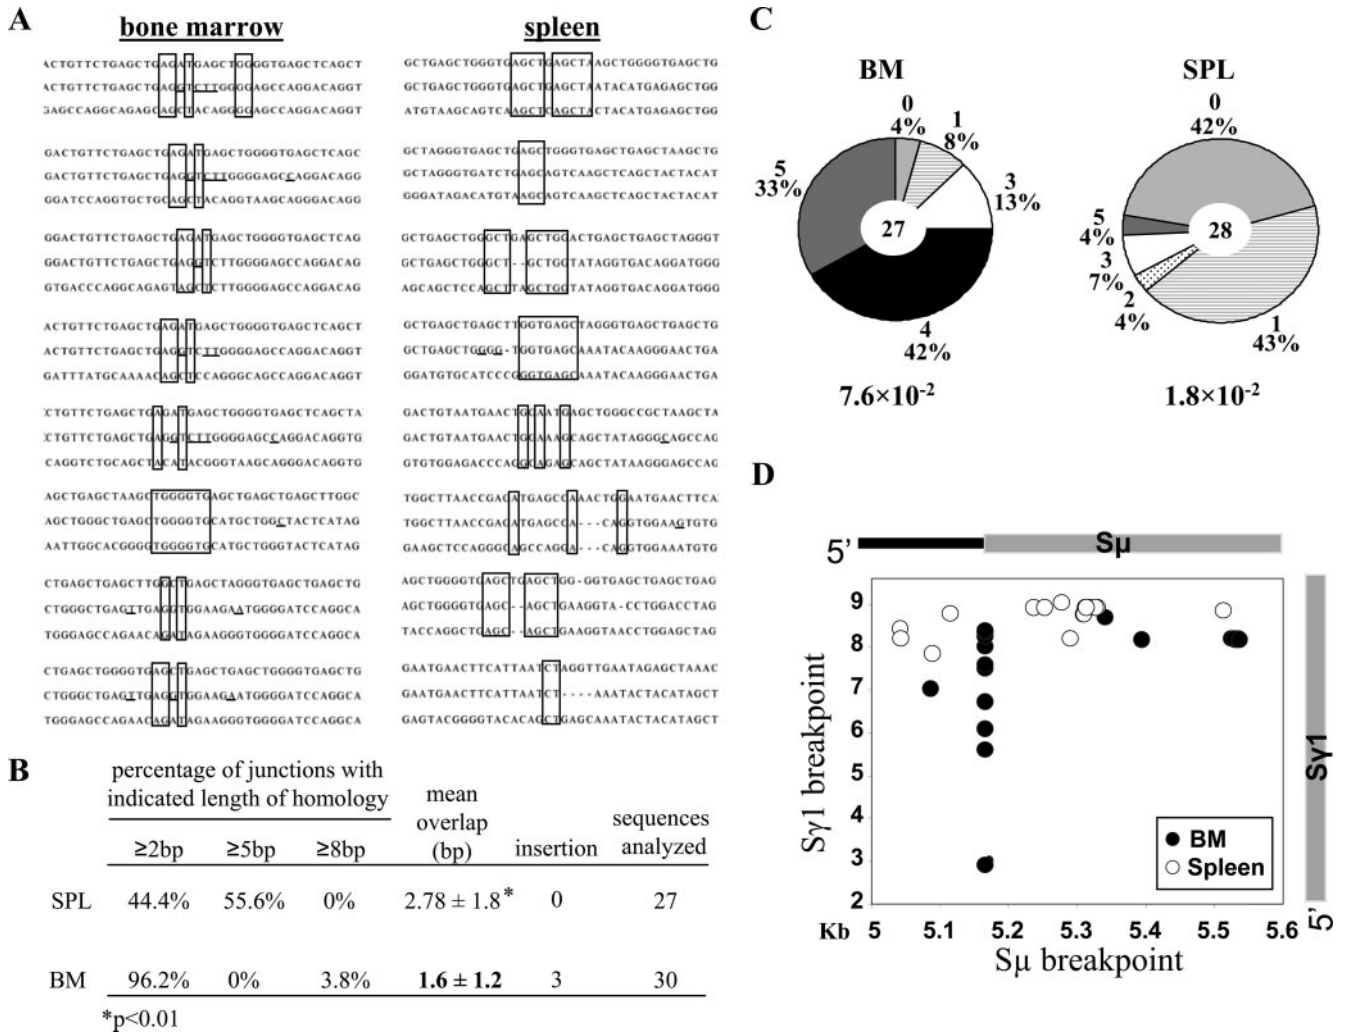 A
bone marrow
spleen
ACTGTTCTGAGCTGAGATGAGCTGGGGTGAGCTCAGCT
ACTGTTCTGAGCTGAGGTCTTGGGGAGCCAGGACAGGT
GAGCCAGGCAGAGCAGCTACAGGGGAGCCAGGACAGGT
GACTGTTCTGAGCTGAGATGAGCTGGGGTGAGCTCAGC
GACTGTTCTGAGCTGAGGTCTTGGGGAGCCAGGACAGG
GGATCCAGGTGCTGCAGCTACAGGTAAGCAGGGACAGG
GGACTGTTCTGAGCTGAGATGAGCTGGGGTGAGCTCAG
GGACTGTTCTGAGCTGAGGTCTTGGGGAGCCAGGACAG
GTGACCCAGGCAGAGTAGCTCTTGGGGAGCCAGGACAG
ACTGTTCTGAGCTGAGATGAGCTGGGGTGAGCTCAGCT
ACTGTTCTGAGCTGAGGTCTTGGGGAGCCAGGACAGGT
GATTTATGCAAAACAGCTCCAGGGCAGCCAGGACAGGT
CTGTTCTGAGCTGAGATGAGCTGGGGTGAGCTCAGCTA
CTGTTCTGAGCTGAGGTCTTGGGGAGCCAGGACAGGTG
CAGGTCTGCAGCTACATACGGGTAAGCAGGGACAGGTG
AGCTGAGCTAAGCTGGGGTGAGCTGAGCTGAGCTTGGC
AGCTGGGCTGAGCTGGGGTGCATGCTGGCTACTCATAG
AATTGGCACGGGGTGGGGTGCATGCTGGGTACTCATAG
CTGAGCTGAGCTTGGCTGAGCTAGGGTGAGCTGAGCTG
CTGGGCTGAGTTGAGGTGGAAGAATGGGGATCCAGGCA
TGGGAGCCAGAACAGATAGAAGGGTGGGGATCCAGGCA
CTGAGCTGGGGTGAGCTGAGCTGAGCTGGGGTGAGCTG
CTGGGCTGAGTTGAGGTGGAAGAATGGGGATCCAGGCA
TGGGAGCCAGAACAGATAGAAGGGTGGGGATCCAGGCA
GCTGAGCTGGGTGAGCTGAGCTAAGCTGGGGTGAGCTG
GCTGAGCTGGGTGAGCTGAGCTAATACATGAGAGCTGG
ATGTAAGCAGTCAAGCTCAGCTACTACATGAGAGCTGG
GCTAGGGTGAGCTGAGCTGGGTGAGCTGAGCTAAGCTG
GCTAGGGTGATCTGAGCAGTCAAGCTCAGCTACTACAT
GGGATAGACATGTAAGCAGTCAAGCTCAGCTACTACAT
GCTGAGCTGGGCTGAGCTGGACTGAGCTGAGCTAGGGT
GCTGAGCTGGGCT--GCTGGTATAGGTGACAGGATGGG
AGCAGCTCCAGCTTAGCTGGTATAGGTGACAGGATGGG
GCTGAGCTGAGCTTGGTGAGCTAGGGTGAGCTGAGCTG
GCTGAGCTGGGG-TGGTGAGCAAATACAAGGGAACTGA
GGATGTGCATCCCGGGTGAGCAAATACAAGGGAACTGA
GACTGTAATGAACTGGAATGAGCTGGGCCGCTAAGCTA
GACTGTAATGAACTGGAAAGCAGCTATAGGGCAGCCAG
GTGTGGAGACCCAGGGAGAGCAGCTATAAGGGAGCCAG
TGGCTTAACCGAGATGAGCCAAACTGGAATGAACTTCA
TGGCTTAACCGAGATGAGCCA---CAGGTGGAAGTGTG
GAAGCTCCAGGGCAGCCAGGA---CAGGTGGAAATGTG
AGCTGGGGTGAGCTGAGCTGG-GGTGAGCTGAGCTGAG
AGCTGGGGTGAGC--AGCTGAAGGTA-CCTGGACCTAG
TACCAGGCTGAGC--AGCTGAAGGTAACCTGGAGCTAG
GAATGAACTTCATTAATCTAGGTTGAATAGAGCTAAAC
GAATGAACTTCATTAATCT----AAATACTACATAGCT
GAGTACGGGGTACACAGCTGAGCAAATACTACATAGCT
B
percentage of junctions with
indicated length of homology
mean
overlap
(bp)
insertion
sequences
analyzed
≥2bp ≥5bp ≥8bp
SPL 44.4% 55.6% 0% 2.78 ± 1.8* 0 27
BM 96.2% 0% 3.8% 1.6 ± 1.2 3 30
*p<0.01
C
BM
0
4%
1
8%
3
13%
4
42%
5
33%
27
7.6×10-2
SPL
0
42%
5
4%
3
7%
2
4%
1
43%
28
1.8×10-2
D
5’
Sμ
Sγ1
5’
Sγ1 breakpoint
9
8
7
6
5
4
3
2
BM
Spleen
Kb 5 5.1 5.2 5.3 5.4 5.5 5.6
Sμ breakpoint